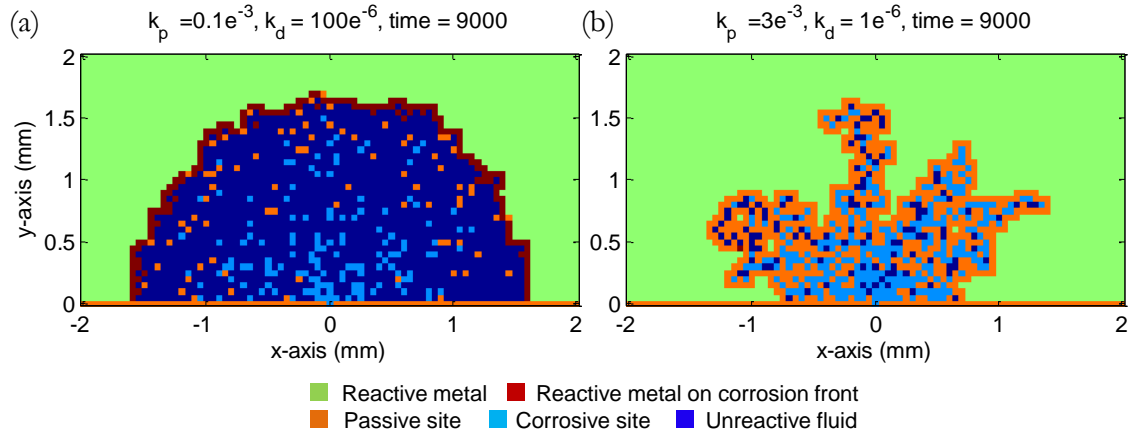 (a) k_p =0.1e^-3, k_d = 100e^-6, time = 9000
(b) k_p =3e^-3, k_d = 1e^-6, time = 9000
2
1.5
1
0.5
0
y-axis (mm)
-2 -1 0 1 2
x-axis (mm)
2
1.5
1
0.5
0
-2 -1 0 1 2
x-axis (mm)
Reactive metal Reactive metal on corrosion front
Passive site Corrosive site Unreactive fluid